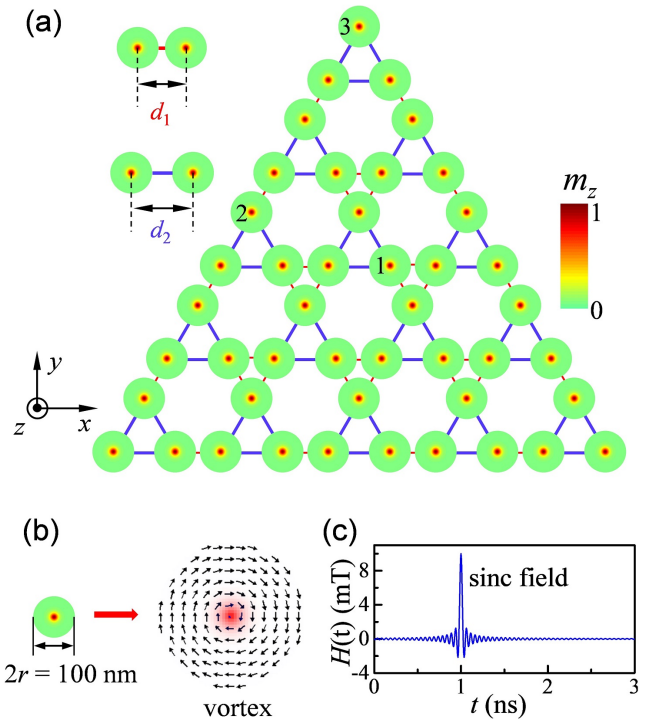 (a)
3
d1
mz
1
2
d2
1
0
y
z
x
(b)
(c)
H(t) (mT)
8
4
0
-4
sinc field
2r = 100 nm
vortex
0
1
2
3
t (ns)